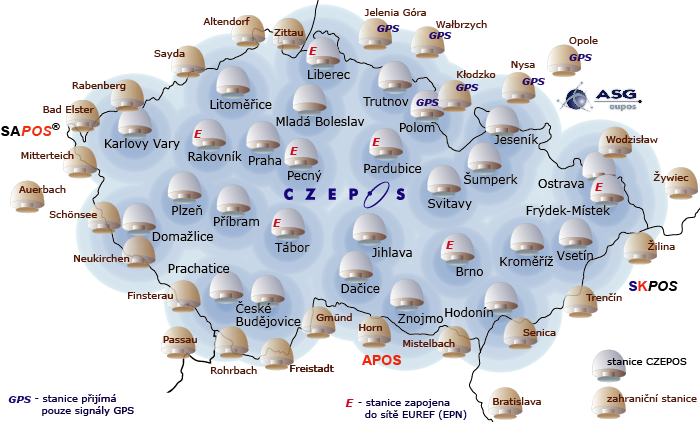 Jelenia Góra
GPS
Wałbrzych
GPS
Altendorf
Zittau
Opole
GPS
Sayda
E
Liberec
Nysa
GPS
Kłodzko
GPS
ASG
eupos
Rabenberg
Litoměřice
Trutnov
Bad Elster
Mladá Boleslav
GPS
Polom
SAPOS®
Karlovy Vary
E
Rakovník
Praha
E
Pecný
E
Pardubice
Jeseník
Wodzisław
Mitterteich
Šumperk
Ostrava
Żywiec
Auerbach
Plzeň
CZEPOS
Svitavy
E
Frýdek-Místek
Schönsee
Příbram
Domažlice
E
Tábor
Jihlava
E
Brno
Kroměříž
Vsetín
Žilina
Neukirchen
Prachatice
Dačice
SKPOS
Finsterau
České
Budějovice
Znojmo
Hodonín
Trenčín
Gmünd
Horn
Mistelbach
Senica
Passau
Rohrbach
Freistadt
APOS
stanice CZEPOS
GPS - stanice přijímá
pouze signály GPS
E - stanice zapojena
do sítě EUREF (EPN)
Bratislava
zahraniční stanice